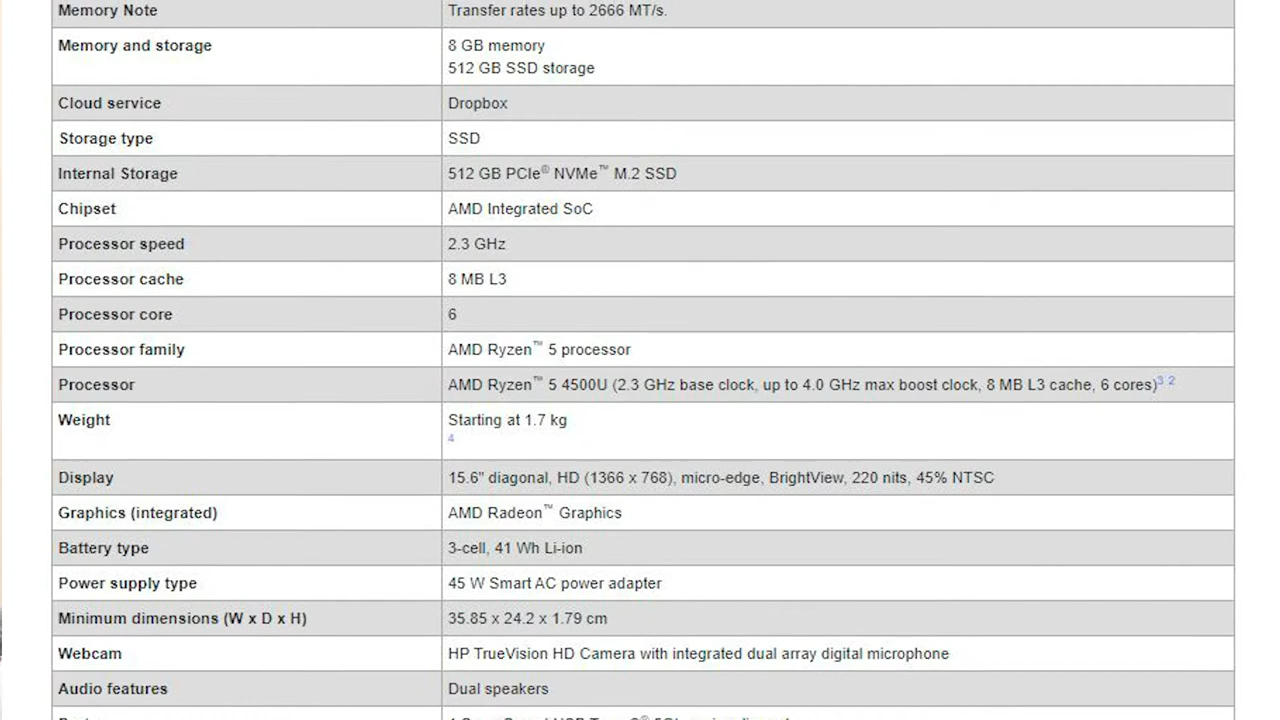 Memory Note Transfer rates up to 2666 MT/s.
Memory and storage 8 GB memory
512 GB SSD storage
Cloud service Dropbox
Storage type SSD
Internal Storage 512 GB PCIe® NVMe™ M.2 SSD
Chipset AMD Integrated SoC
Processor speed 2.3 GHz
Processor cache 8 MB L3
Processor core 6
Processor family AMD Ryzen™ 5 processor
Processor AMD Ryzen™ 5 4500U (2.3 GHz base clock, up to 4.0 GHz max boost clock, 8 MB L3 cache, 6 cores)3 2
Weight Starting at 1.7 kg
4
Display 15.6" diagonal, HD (1366 x 768), micro-edge, BrightView, 220 nits, 45% NTSC
Graphics (integrated) AMD Radeon™ Graphics
Battery type 3-cell, 41 Wh Li-ion
Power supply type 45 W Smart AC power adapter
Minimum dimensions (W x D x H) 35.85 x 24.2 x 1.79 cm
Webcam HP TrueVision HD Camera with integrated dual array digital microphone
Audio features Dual speakers